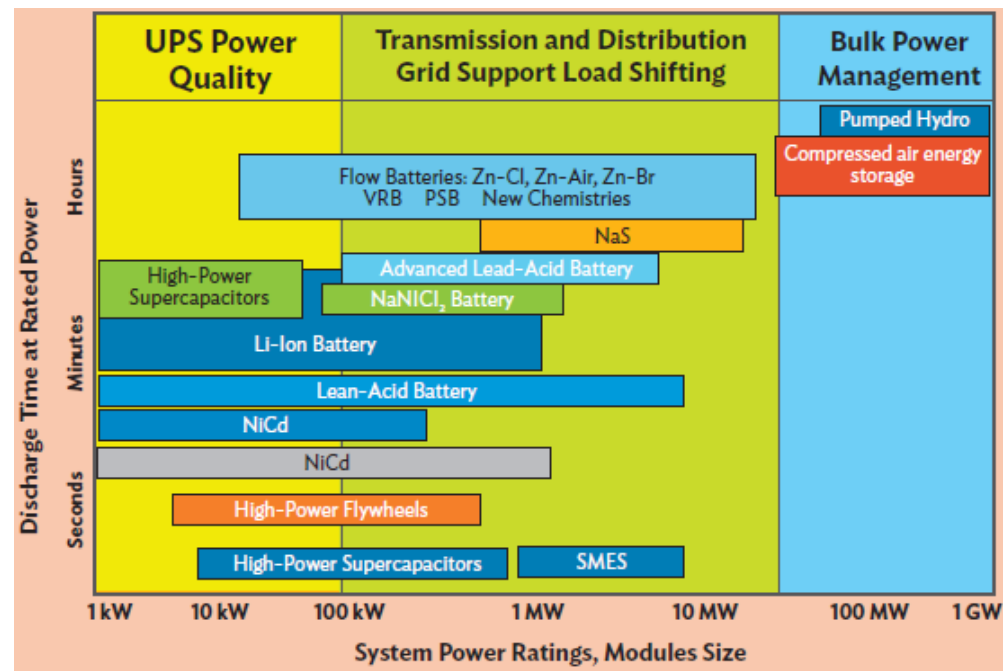 UPS Power
Quality
Transmission and Distribution
Grid Support Load Shifting
Bulk Power
Management
Pumped Hydro
Compressed air energy
storage
Flow Batteries: Zn-Cl, Zn-Air, Zn-Br
VRB PSB New Chemistries
NaS
Advanced Lead-Acid Battery
High-Power
Supercapacitors
NaNICl₂ Battery
Li-Ion Battery
Lean-Acid Battery
NiCd
NiCd
High-Power Flywheels
High-Power Supercapacitors
SMES
Discharge Time at Rated Power
Hours
Minutes
Seconds
1 kW 10 kW 100 kW 1 MW 10 MW 100 MW 1 GW
System Power Ratings, Modules Size